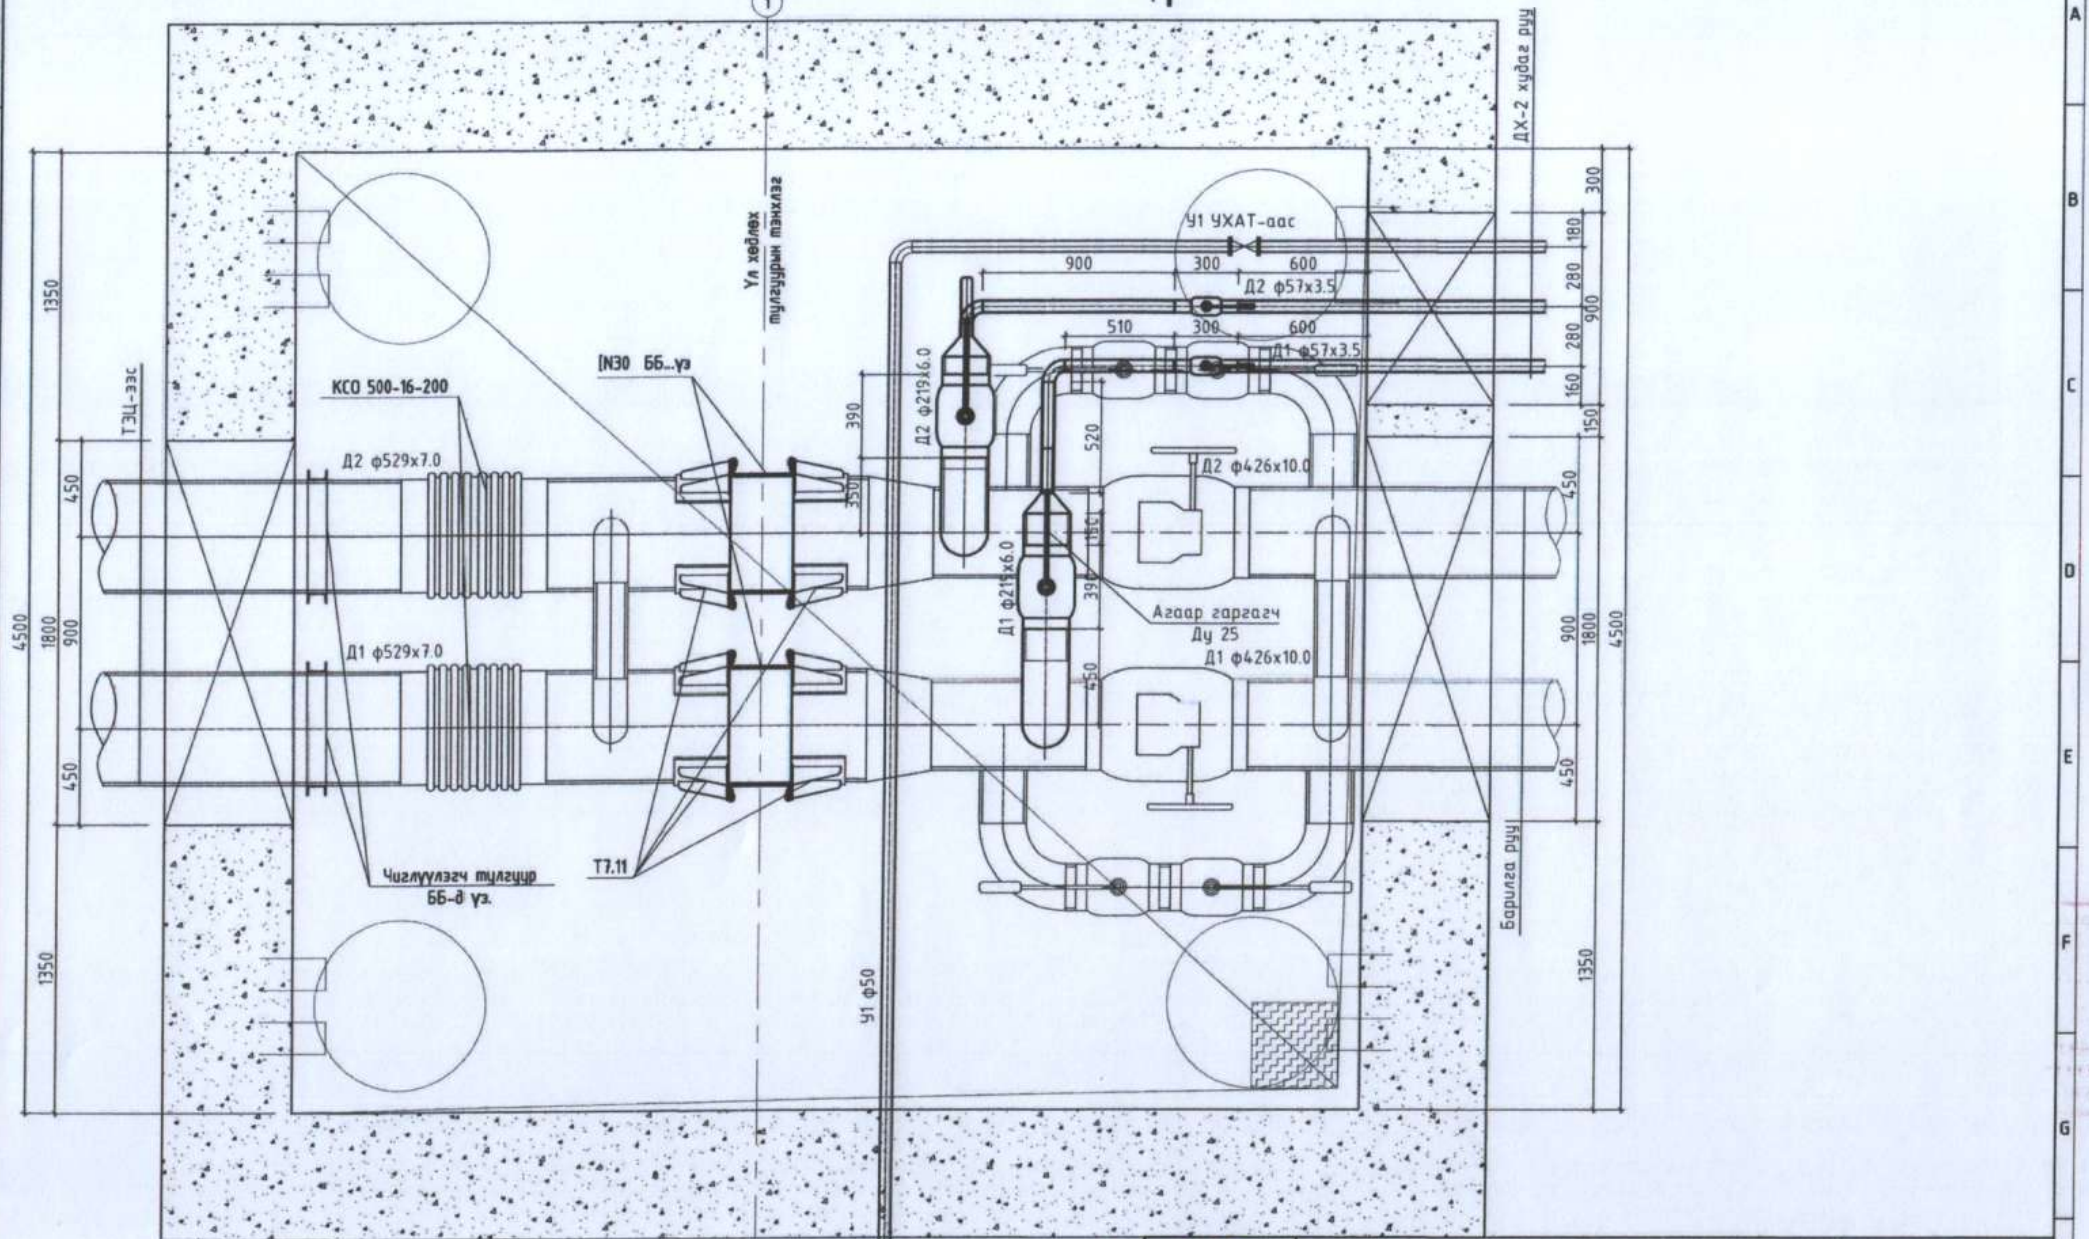 1
A
B
C
D
E
F
G
ДХ-2 худаг руу
Үл хөдлөх
тулгуурын тэнхлэг
У1 УХАТ-аас
900
300
600
Д2 ф57х3.5
510
300
600
Д1 ф57х3.5
300
180
280
900
280
160
150
450
900
1800
4500
450
1350
4500
1350
1800
900
450
450
1350
ТЭЦ-ээс
КСО 500-16-200
[N30 ББ...үз
Д2 ф529х7.0
Д1 ф529х7.0
390
350
Д2 ф219х6.0
520
180
390
450
Д1 ф219х6.0
Д2 ф426х10.0
Агаар гаргагч
Ду 25
Д1 ф426х10.0
Чиглүүлэгч тулгуур
ББ-д үз.
Т7.11
У1 ф50
Барилга руу